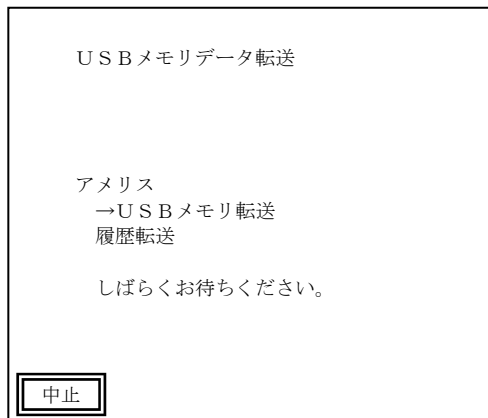 ＵＳＢメモリデータ転送
アメリス
→ＵＳＢメモリ転送
履歴転送
しばらくお待ちください。
中止